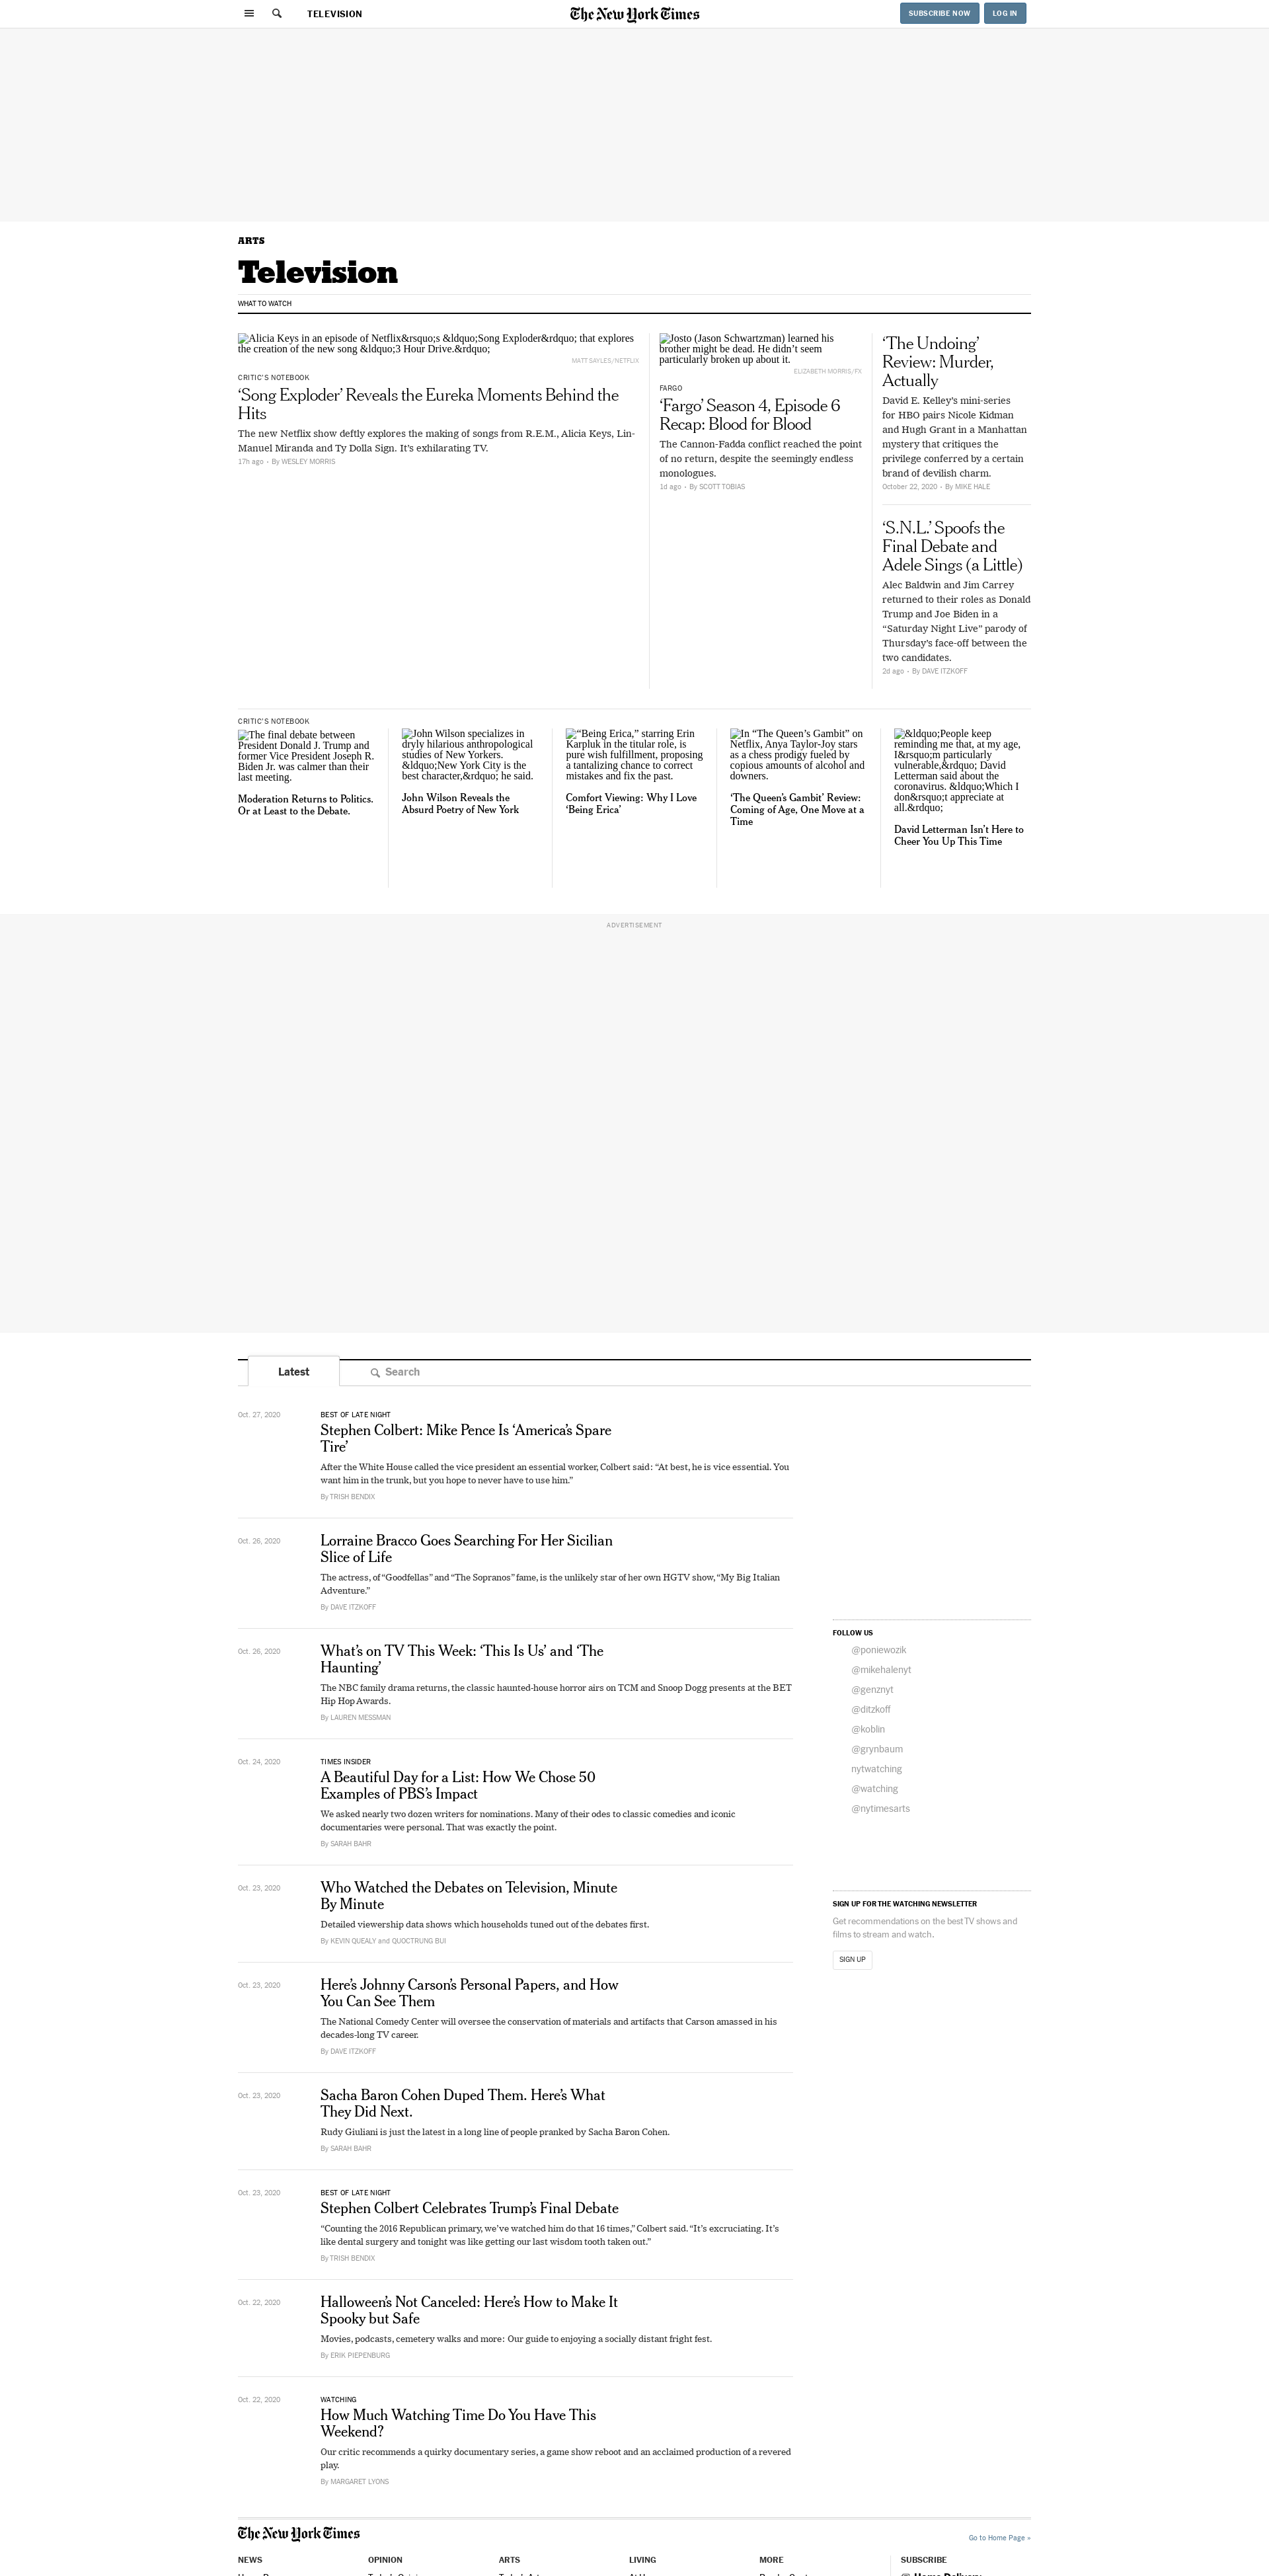 TELEVISION
The New York Times
SUBSCRIBE NOW
LOG IN
ARTS
Television
WHAT TO WATCH
Alicia Keys in an episode of Netflix&rsquo;s &ldquo;Song Exploder&rdquo; that explores
the creation of the new song &ldquo;3 Hour Drive.&rdquo;
MATT SAYLES/NETFLIX
CRITIC'S NOTEBOOK
‘Song Exploder’ Reveals the Eureka Moments Behind the
Hits
The new Netflix show deftly explores the making of songs from R.E.M., Alicia Keys, Lin-
Manuel Miranda and Ty Dolla Sign. It’s exhilarating TV.
17h ago • By WESLEY MORRIS
Josto (Jason Schwartzman) learned his
brother might be dead. He didn’t seem
particularly broken up about it.
ELIZABETH MORRIS/FX
FARGO
‘Fargo’ Season 4, Episode 6
Recap: Blood for Blood
The Cannon-Fadda conflict reached the point
of no return, despite the seemingly endless
monologues.
1d ago • By SCOTT TOBIAS
‘The Undoing’
Review: Murder,
Actually
David E. Kelley’s mini-series
for HBO pairs Nicole Kidman
and Hugh Grant in a Manhattan
mystery that critiques the
privilege conferred by a certain
brand of devilish charm.
October 22, 2020 • By MIKE HALE
‘S.N.L.’ Spoofs the
Final Debate and
Adele Sings (a Little)
Alec Baldwin and Jim Carrey
returned to their roles as Donald
Trump and Joe Biden in a
“Saturday Night Live” parody of
Thursday’s face-off between the
two candidates.
2d ago • By DAVE ITZKOFF
CRITIC'S NOTEBOOK
The final debate between
President Donald J. Trump and
former Vice President Joseph R.
Biden Jr. was calmer than their
last meeting.
Moderation Returns to Politics.
Or at Least to the Debate.
John Wilson specializes in
dryly hilarious anthropological
studies of New Yorkers.
&ldquo;New York City is the
best character,&rdquo; he said.
John Wilson Reveals the
Absurd Poetry of New York
“Being Erica,” starring Erin
Karpluk in the titular role, is
pure wish fulfillment, proposing
a tantalizing chance to correct
mistakes and fix the past.
Comfort Viewing: Why I Love
‘Being Erica’
In “The Queen’s Gambit” on
Netflix, Anya Taylor-Joy stars
as a chess prodigy fueled by
copious amounts of alcohol and
downers.
‘The Queen’s Gambit’ Review:
Coming of Age, One Move at a
Time
&ldquo;People keep
reminding me that, at my age,
I&rsquo;m particularly
vulnerable,&rdquo; David
Letterman said about the
coronavirus. &ldquo;Which I
don&rsquo;t appreciate at
all.&rdquo;
David Letterman Isn’t Here to
Cheer You Up This Time
ADVERTISEMENT
Latest
Search
Oct. 27, 2020
BEST OF LATE NIGHT
Stephen Colbert: Mike Pence Is ‘America’s Spare
Tire’
After the White House called the vice president an essential worker, Colbert said: “At best, he is vice essential. You
want him in the trunk, but you hope to never have to use him.”
By TRISH BENDIX
Oct. 26, 2020
Lorraine Bracco Goes Searching For Her Sicilian
Slice of Life
The actress, of “Goodfellas” and “The Sopranos” fame, is the unlikely star of her own HGTV show, “My Big Italian
Adventure.”
By DAVE ITZKOFF
Oct. 26, 2020
What’s on TV This Week: ‘This Is Us’ and ‘The
Haunting’
The NBC family drama returns, the classic haunted-house horror airs on TCM and Snoop Dogg presents at the BET
Hip Hop Awards.
By LAUREN MESSMAN
Oct. 24, 2020
TIMES INSIDER
A Beautiful Day for a List: How We Chose 50
Examples of PBS’s Impact
We asked nearly two dozen writers for nominations. Many of their odes to classic comedies and iconic
documentaries were personal. That was exactly the point.
By SARAH BAHR
Oct. 23, 2020
Who Watched the Debates on Television, Minute
By Minute
Detailed viewership data shows which households tuned out of the debates first.
By KEVIN QUEALY and QUOCTRUNG BUI
Oct. 23, 2020
Here’s Johnny Carson’s Personal Papers, and How
You Can See Them
The National Comedy Center will oversee the conservation of materials and artifacts that Carson amassed in his
decades-long TV career.
By DAVE ITZKOFF
Oct. 23, 2020
Sacha Baron Cohen Duped Them. Here’s What
They Did Next.
Rudy Giuliani is just the latest in a long line of people pranked by Sacha Baron Cohen.
By SARAH BAHR
Oct. 23, 2020
BEST OF LATE NIGHT
Stephen Colbert Celebrates Trump’s Final Debate
“Counting the 2016 Republican primary, we’ve watched him do that 16 times,” Colbert said. “It’s excruciating. It’s
like dental surgery and tonight was like getting our last wisdom tooth taken out.”
By TRISH BENDIX
Oct. 22, 2020
Halloween’s Not Canceled: Here’s How to Make It
Spooky but Safe
Movies, podcasts, cemetery walks and more: Our guide to enjoying a socially distant fright fest.
By ERIK PIEPENBURG
Oct. 22, 2020
WATCHING
How Much Watching Time Do You Have This
Weekend?
Our critic recommends a quirky documentary series, a game show reboot and an acclaimed production of a revered
play.
By MARGARET LYONS
FOLLOW US
@poniewozik
@mikehalenyt
@genznyt
@ditzkoff
@koblin
@grynbaum
nytwatching
@watching
@nytimesarts
SIGN UP FOR THE WATCHING NEWSLETTER
Get recommendations on the best TV shows and
films to stream and watch.
SIGN UP
The New York Times
Go to Home Page »
NEWS
OPINION
ARTS
LIVING
MORE
SUBSCRIBE